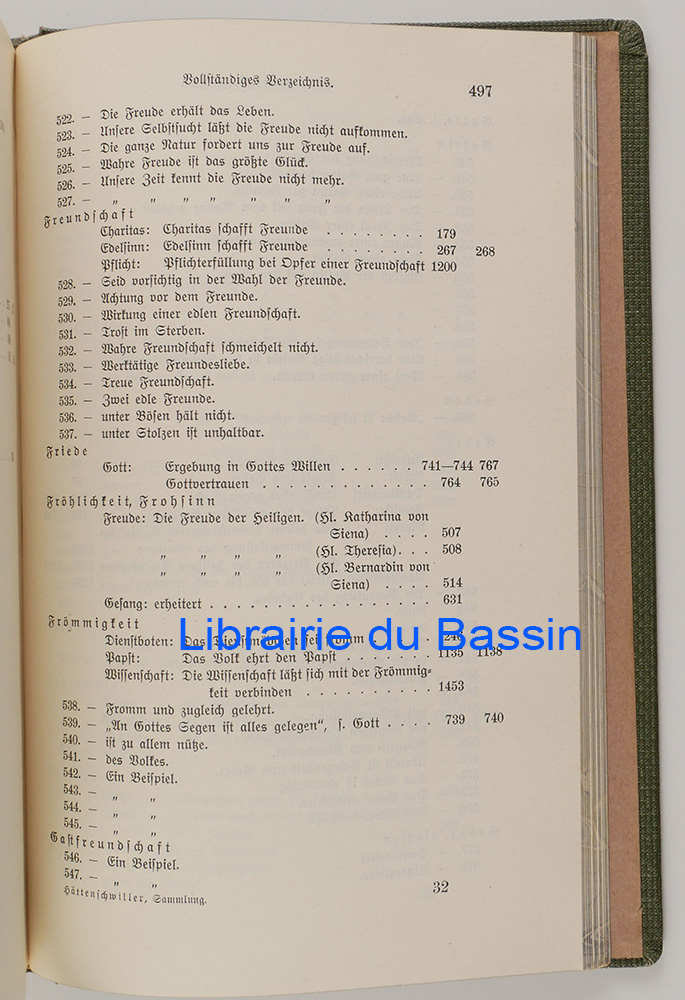 Vollständiges Verzeichnis. 497
522. — Die Freude erhält das Leben.
523. — Unsere Selbstsucht läßt die Freude nicht aufkommen.
524. — Die ganze Natur fordert uns zur Freude auf.
525. — Wahre Freude ist das größte Glück.
526. — Unsere Zeit kennt die Freude nicht mehr.
527. — „ „ „ „ „ „ „
Freundschaft
Charitas: Charitas schafft Freunde . . . . . . . . 179
Edelsinn: Edelsinn schafft Freunde . . . . . . . . 267 268
Pflicht: Pflichterfüllung bei Opfer einer Freundschaft 1200
528. — Seid vorsichtig in der Wahl der Freunde.
529. — Achtung vor dem Freunde.
530. — Wirkung einer edlen Freundschaft.
531. — Trost im Sterben.
532. — Wahre Freundschaft schmeichelt nicht.
533. — Werktätige Freundesliebe.
534. — Treue Freundschaft.
535. — Zwei edle Freunde.
536. — unter Bösen hält nicht.
537. — unter Stolzen ist unhaltbar.
Friede
Gott: Ergebung in Gottes Willen . . . . . . 741—744 767
Gottvertrauen . . . . . . . . . . . . . 764 765
Fröhlichkeit, Frohsinn
Freude: Die Freude der Heiligen. (Hl. Katharina von
Siena) . . . . 507
„ „ „ „ (Hl. Theresia). . . 508
„ „ „ „ (Hl. Bernardin von
Siena) . . . . 514
Gesang: erheitert . . . . . . . . . . . . . . . . . 631
Frömmigkeit
Dienstboten: Das
Librairie du Bassin
Papst: Das Volk ehrt den Papst . . . . . . . 1135 1138
Wissenschaft: Die Wissenschaft läßt sich mit der Frömmig-
keit verbinden . . . . . . . . . . 1453
538. — Fromm und zugleich gelehrt.
539. — „An Gottes Segen ist alles gelegen“, s. Gott . . . . 739 740
540. — ist zu allem nütze.
541. — des Volkes.
542. — Ein Beispiel.
543. — „ „
544. — „ „
545. — „ „
Gastfreundschaft
546. — Ein Beispiel.
547. — „ „
Hättenschwiller, Sammlung. 32